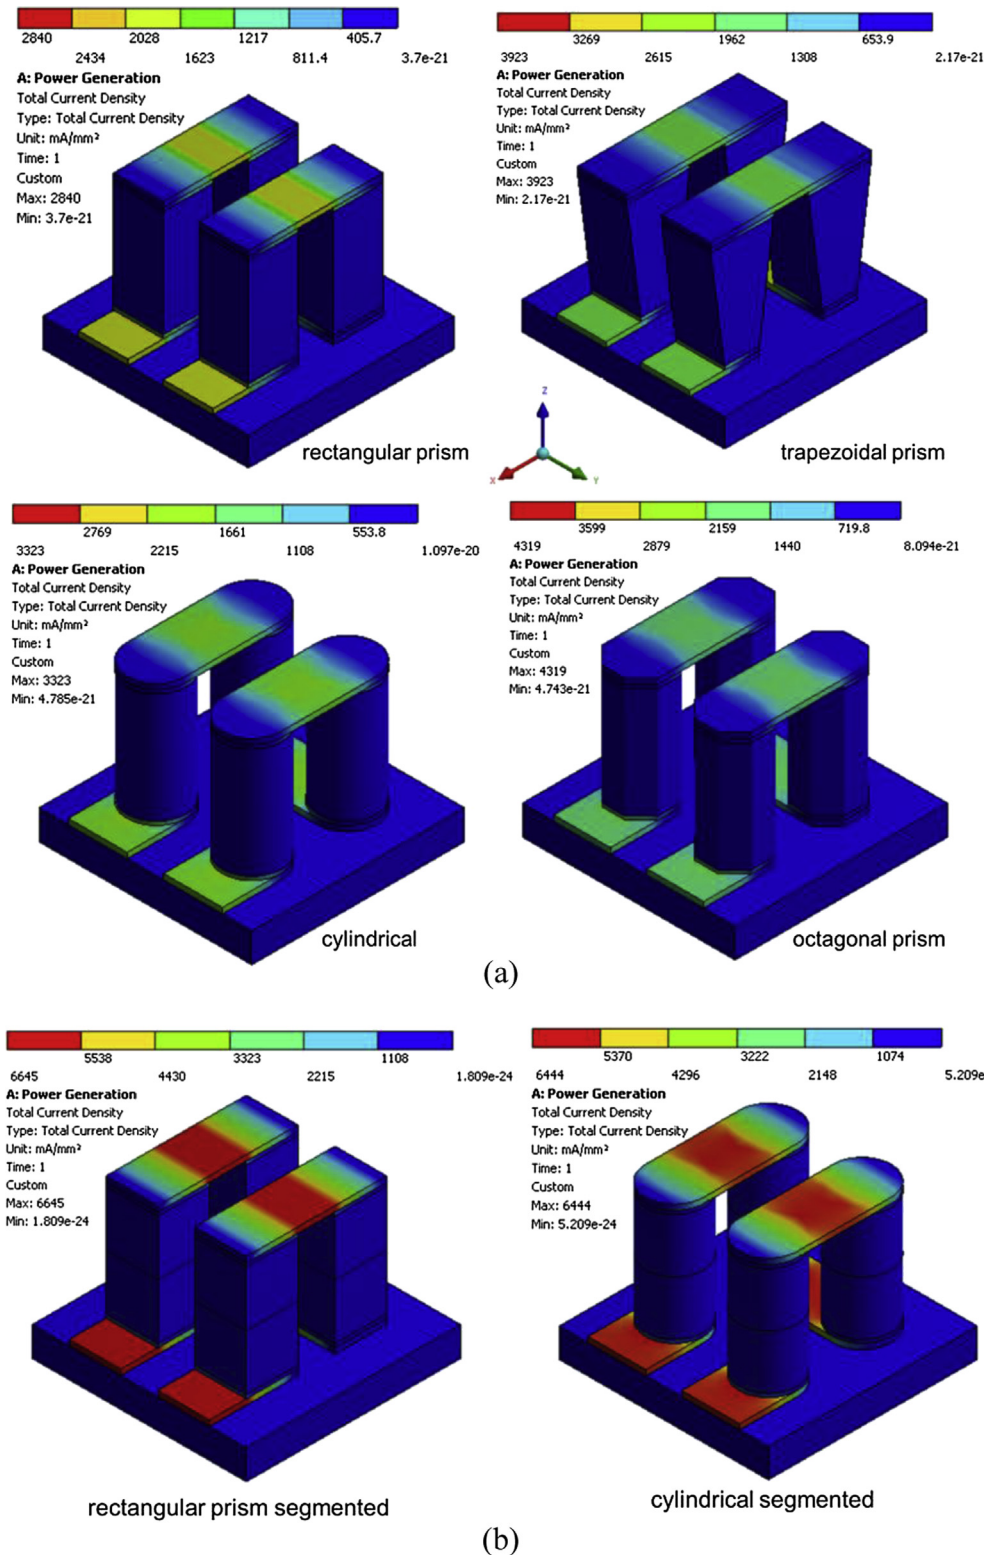 2840 2028 1217 405.7
2434 1623 811.4 3.7e-21
A: Power Generation
Total Current Density
Type: Total Current Density
Unit: mA/mm²
Time: 1
Custom
Max: 2840
Min: 3.7e-21
rectangular prism
3269 1962 653.9
3923 2615 1308 2.17e-21
A: Power Generation
Total Current Density
Type: Total Current Density
Unit: mA/mm²
Time: 1
Custom
Max: 3923
Min: 2.17e-21
trapezoidal prism
Z
X
Y
2769 1661 553.8
3323 2215 1108 1.097e-20
A: Power Generation
Total Current Density
Type: Total Current Density
Unit: mA/mm²
Time: 1
Custom
Max: 3323
Min: 4.785e-21
cylindrical
3599 2159 719.8
4319 2879 1440 8.094e-21
A: Power Generation
Total Current Density
Type: Total Current Density
Unit: mA/mm²
Time: 1
Custom
Max: 4319
Min: 4.743e-21
octagonal prism
(a)
5538 3323 1108
6645 4430 2215 1.809e-24
A: Power Generation
Total Current Density
Type: Total Current Density
Unit: mA/mm²
Time: 1
Custom
Max: 6645
Min: 1.809e-24
rectangular prism segmented
5370 3222 1074
6444 4296 2148 5.209e
A: Power Generation
Total Current Density
Type: Total Current Density
Unit: mA/mm²
Time: 1
Custom
Max: 6444
Min: 5.209e-24
cylindrical segmented
(b)